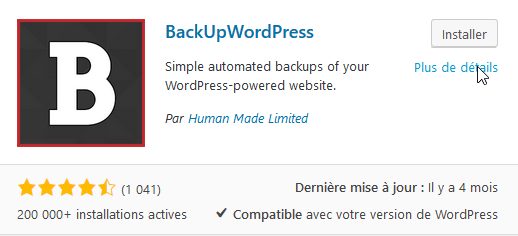 B
BackUpWordPress
Installer
Simple automated backups of your
WordPress-powered website.
Plus de détails
Par Human Made Limited
(1 041)
Dernière mise à jour : Il y a 4 mois
200 000+ installations actives
Compatible avec votre version de WordPress